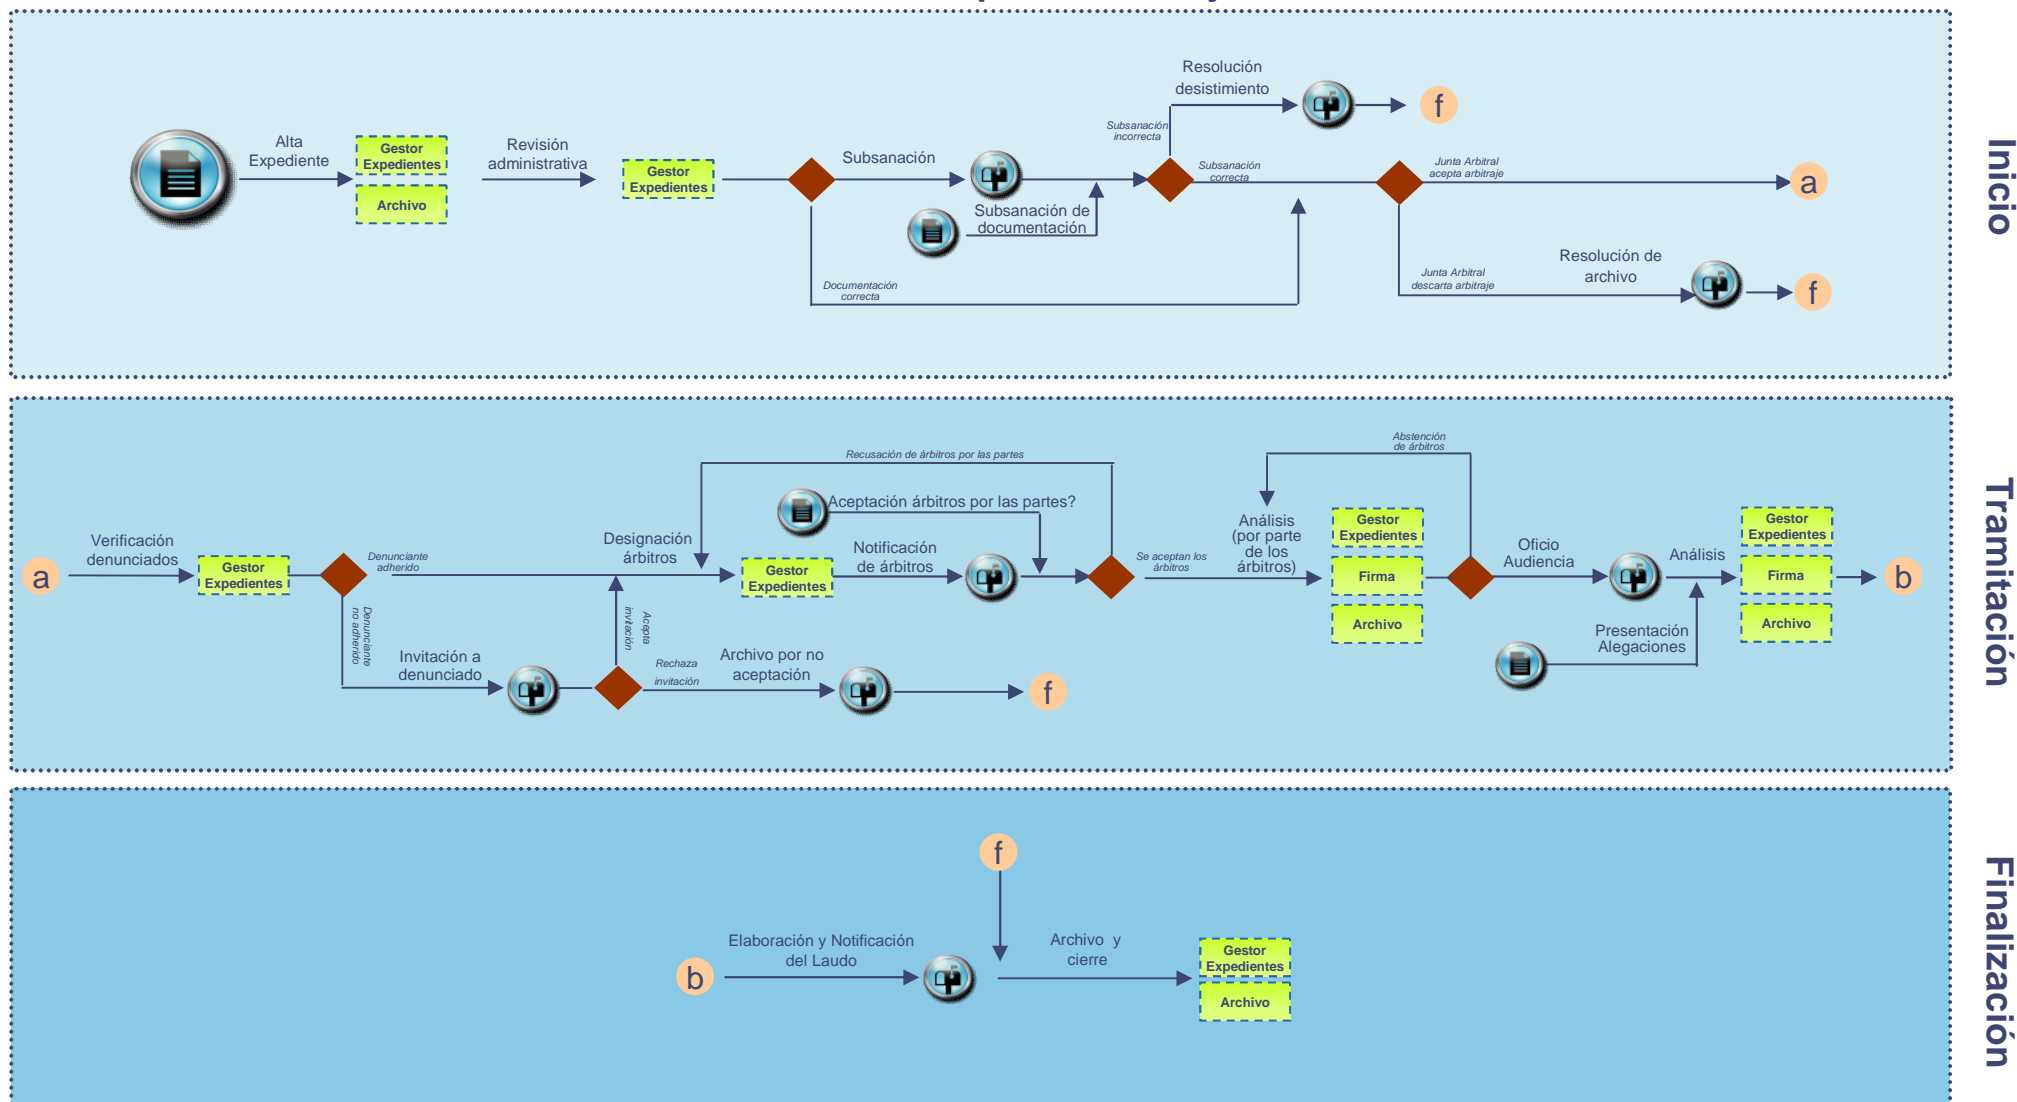 Resolución
desistimiento
f
Subsanación
incorrecta
Alta
Expediente
Gestor
Expedientes
Archivo
Revisión
administrativa
Gestor
Expedientes
Subsanación
Subsanación de
documentación
Subsanación
correcta
Junta Arbitral
acepta arbitraje
a
Documentación
correcta
Junta Arbitral
descarta arbitraje
Resolución de
archivo
f
Inicio
Abstención
de árbitros
Recusación de árbitros por las partes
Aceptación árbitros por las partes?
a
Verificación
denunciados
Gestor
Expedientes
Denunciante
adherido
Designación
árbitros
Gestor
Expedientes
Notificación
de árbitros
Se aceptan los
árbitros
Análisis
(por parte
de los
árbitros)
Gestor
Expedientes
Firma
Archivo
Oficio
Audiencia
Análisis
Gestor
Expedientes
Firma
Archivo
b
Presentación
Alegaciones
Denunciante
no adherido
Invitación a
denunciado
Acepta
invitación
Rechaza
invitación
Archivo por no
aceptación
f
Tramitación
f
b
Elaboración y Notificación
del Laudo
Archivo y
cierre
Gestor
Expedientes
Archivo
Finalización